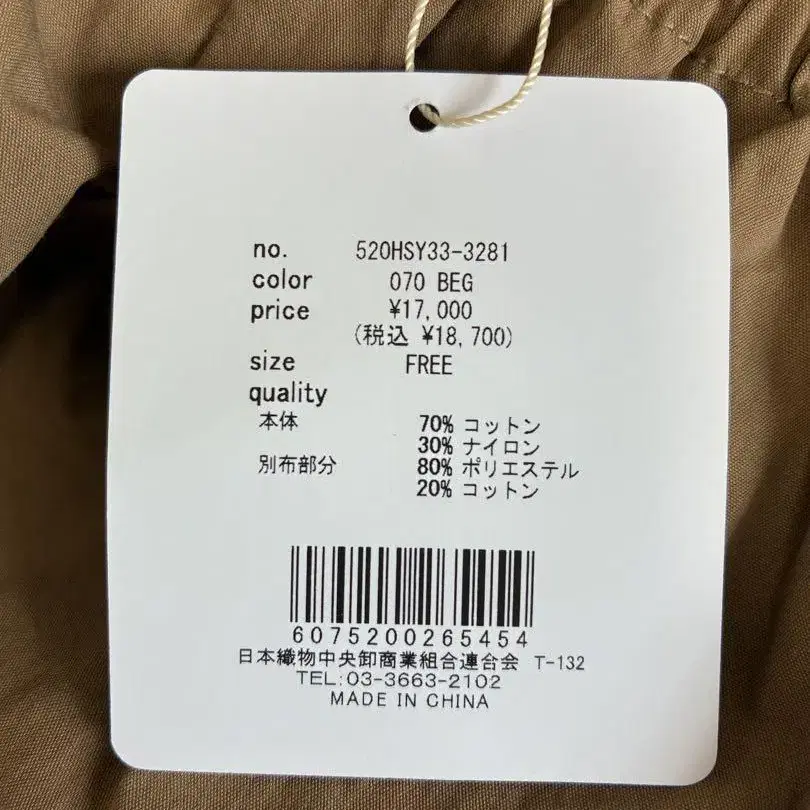 no. 520HSY33-3281
color 070 BEG
price ¥17,000
(税込 ¥18,700)
size FREE
quality
本体 70% コットン
30% ナイロン
別布部分 80% ポリエステル
20% コットン
6075200265454
日本織物中央卸商業組合連合会 T-132
TEL:03-3663-2102
MADE IN CHINA